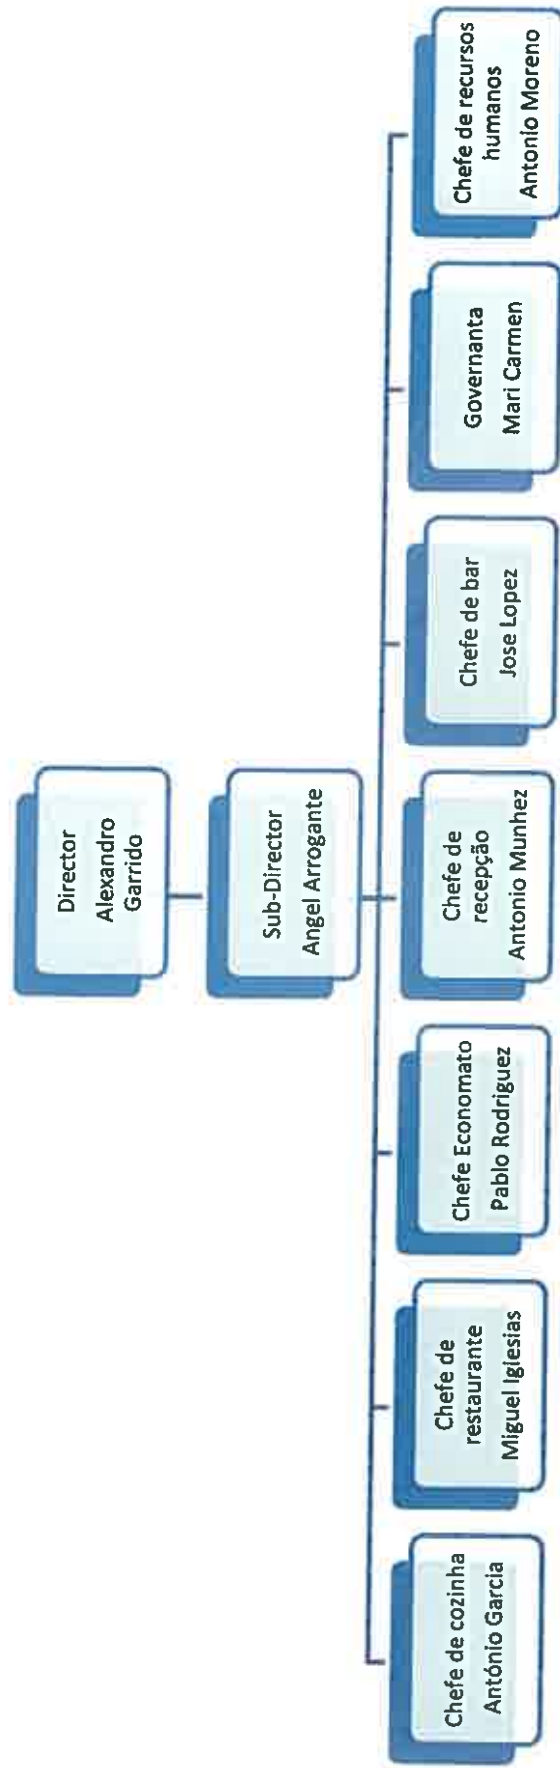 Director
Alexandro
Garrido
Sub-Director
Angel Arrogante
Chefe de cozinha
António Garcia
Chefe de
restaurante
Miguel Iglesias
Chefe Economato
Pablo Rodriguez
Chefe de
recepção
Antonio Munhez
Chefe de bar
Jose Lopez
Governanta
Mari Carmen
Chefe de recursos
humanos
Antonio Moreno